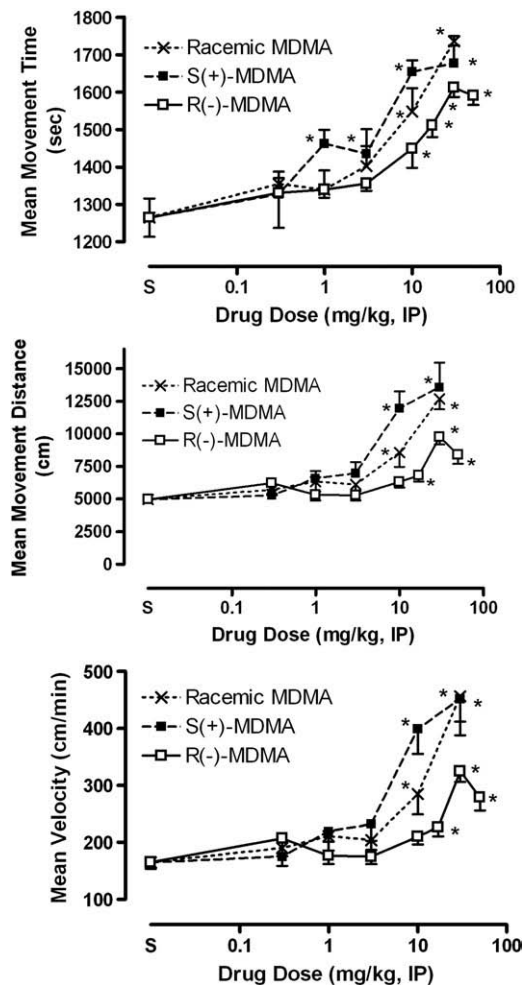 1800
1700
1600
1500
1400
1300
1200
Mean Movement Time
(sec)
Racemic MDMA
S(+)-MDMA
R(-)-MDMA
* * * * * * * * * *
S 0.1 1 10 100
Drug Dose (mg/kg, IP)
15000
12500
10000
7500
5000
2500
0
Mean Movement Distance
(cm)
Racemic MDMA
S(+)-MDMA
R(-)-MDMA
* * * * * * *
S 0.1 1 10 100
Drug Dose (mg/kg, IP)
500
400
300
200
100
Mean Velocity (cm/min)
Racemic MDMA
S(+)-MDMA
R(-)-MDMA
* * * * * * *
S 0.1 1 10 100
Drug Dose (mg/kg, IP)